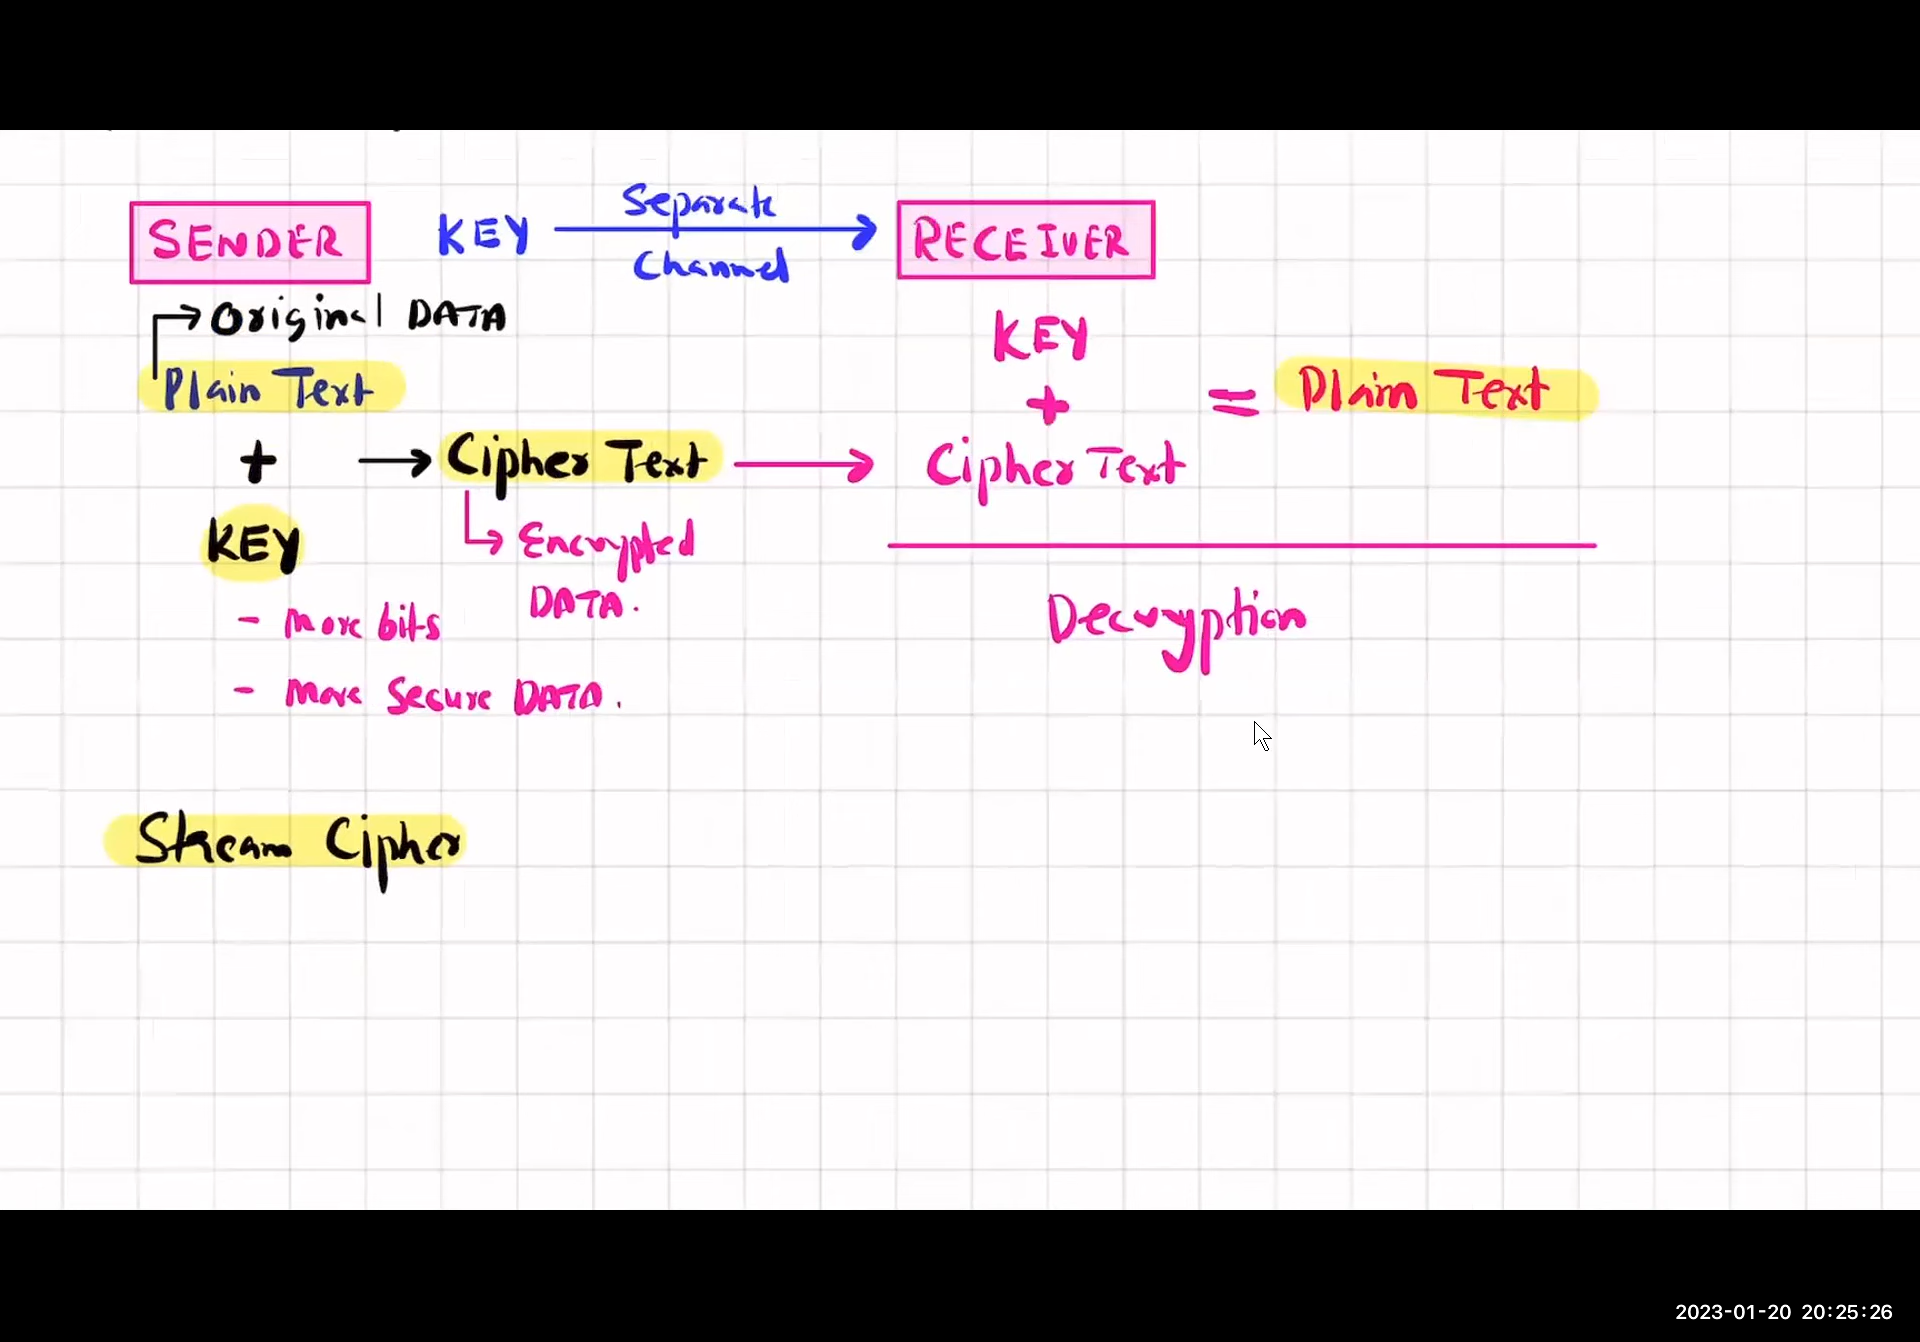 SENDER
KEY
Separate
Channel
RECEIVER
Original DATA
Plain Text
+
KEY
- more bits
- more secure DATA.
→ Cipher Text →
Encrypted
DATA.
KEY
+
Cipher Text
= Plain Text
Decryption
Stream Cipher
2023-01-20 20:25:26